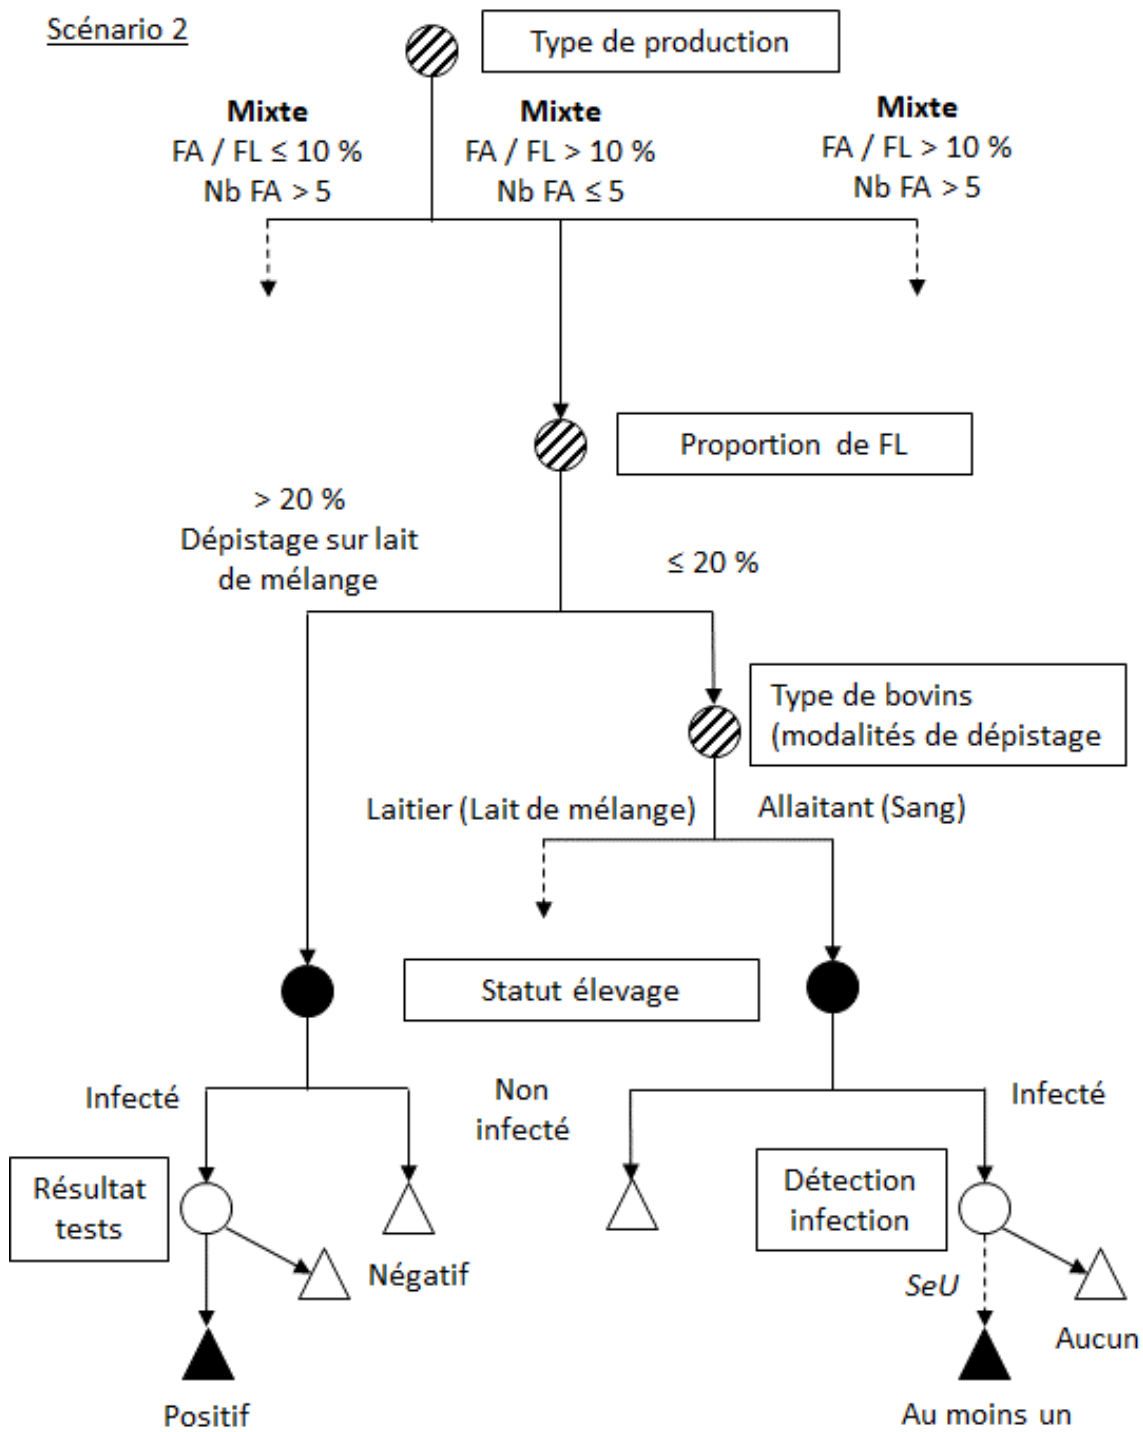 Scénario 2
Type de production
Mixte
FA / FL ≤ 10 %
Nb FA > 5
Mixte
FA / FL > 10 %
Nb FA ≤ 5
Mixte
FA / FL > 10 %
Nb FA > 5
Proportion de FL
> 20 %
Dépistage sur lait
de mélange
≤ 20 %
Type de bovins
(modalités de dépistage
Laitier (Lait de mélange)
Allaitant (Sang)
Statut élevage
Infecté
Non
infecté
Infecté
Résultat
tests
Détection
infection
Négatif
SeU
Aucun
Positif
Au moins un